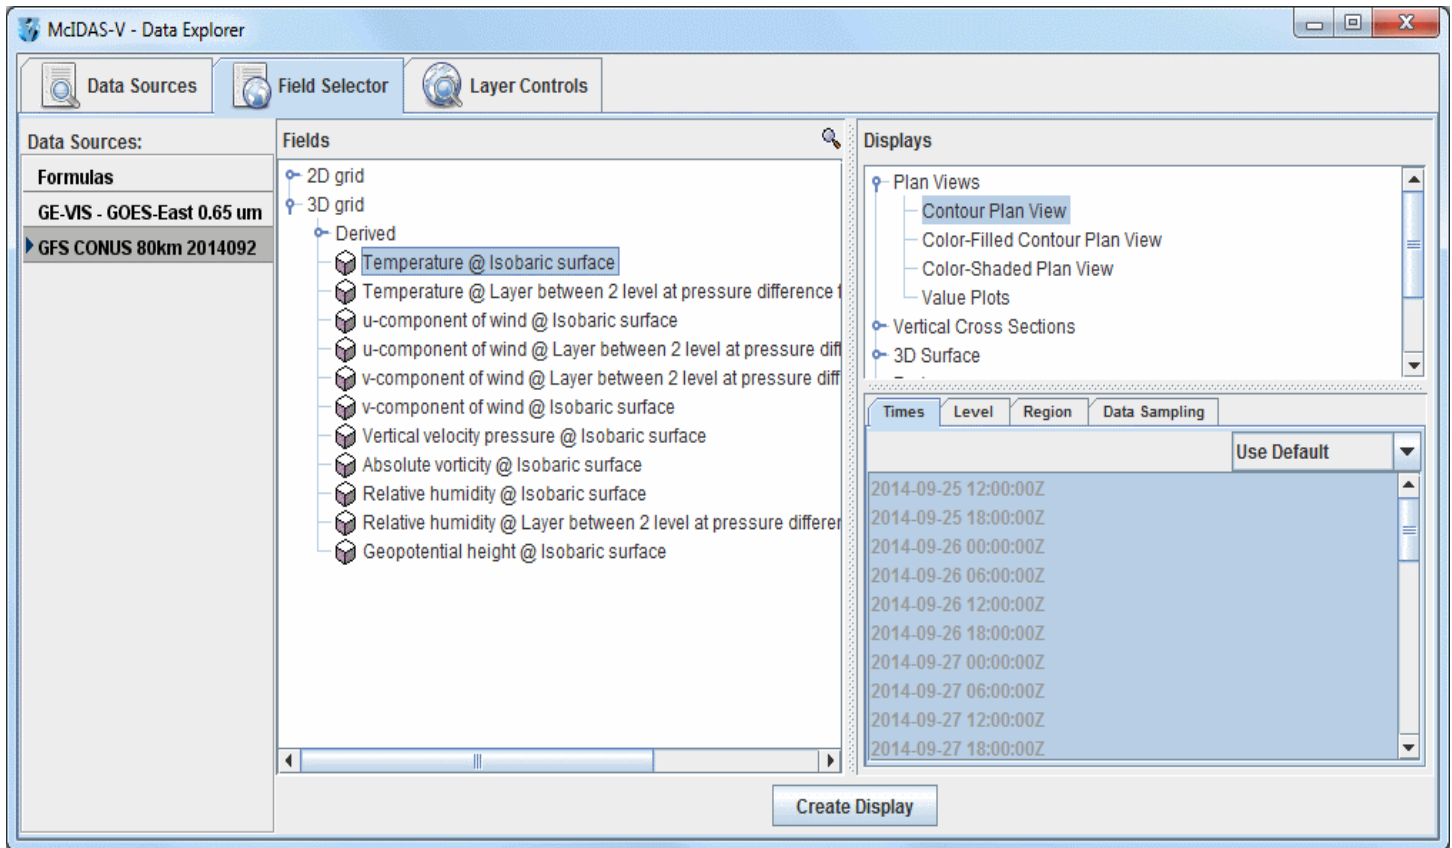 McIDAS-V - Data Explorer
Data Sources
Field Selector
Layer Controls
Data Sources:
Formulas
GE-VIS - GOES-East 0.65 um
GFS CONUS 80km 2014092
Fields
2D grid
3D grid
Derived
Temperature @ Isobaric surface
Temperature @ Layer between 2 level at pressure difference
u-component of wind @ Isobaric surface
u-component of wind @ Layer between 2 level at pressure diff
v-component of wind @ Layer between 2 level at pressure diff
v-component of wind @ Isobaric surface
Vertical velocity pressure @ Isobaric surface
Absolute vorticity @ Isobaric surface
Relative humidity @ Isobaric surface
Relative humidity @ Layer between 2 level at pressure differer
Geopotential height @ Isobaric surface
Displays
Plan Views
Contour Plan View
Color-Filled Contour Plan View
Color-Shaded Plan View
Value Plots
Vertical Cross Sections
3D Surface
Times
Level
Region
Data Sampling
Use Default
2014-09-25 12:00:00Z
2014-09-25 18:00:00Z
2014-09-26 00:00:00Z
2014-09-26 06:00:00Z
2014-09-26 12:00:00Z
2014-09-26 18:00:00Z
2014-09-27 00:00:00Z
2014-09-27 06:00:00Z
2014-09-27 12:00:00Z
2014-09-27 18:00:00Z
Create Display